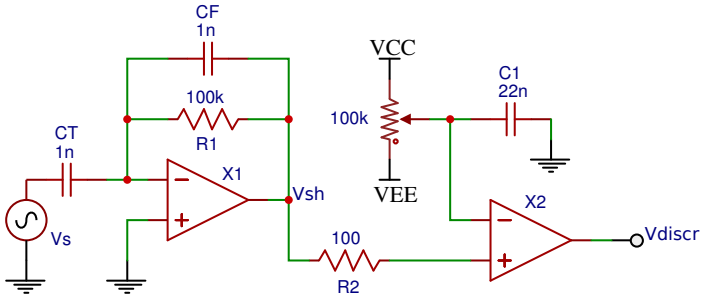 CF
1n
VCC
C1
22n
100k
R1
100k
CT
1n
X1
−
+
Vsh
VEE
X2
−
+
Vs
100
R2
Vdiscr